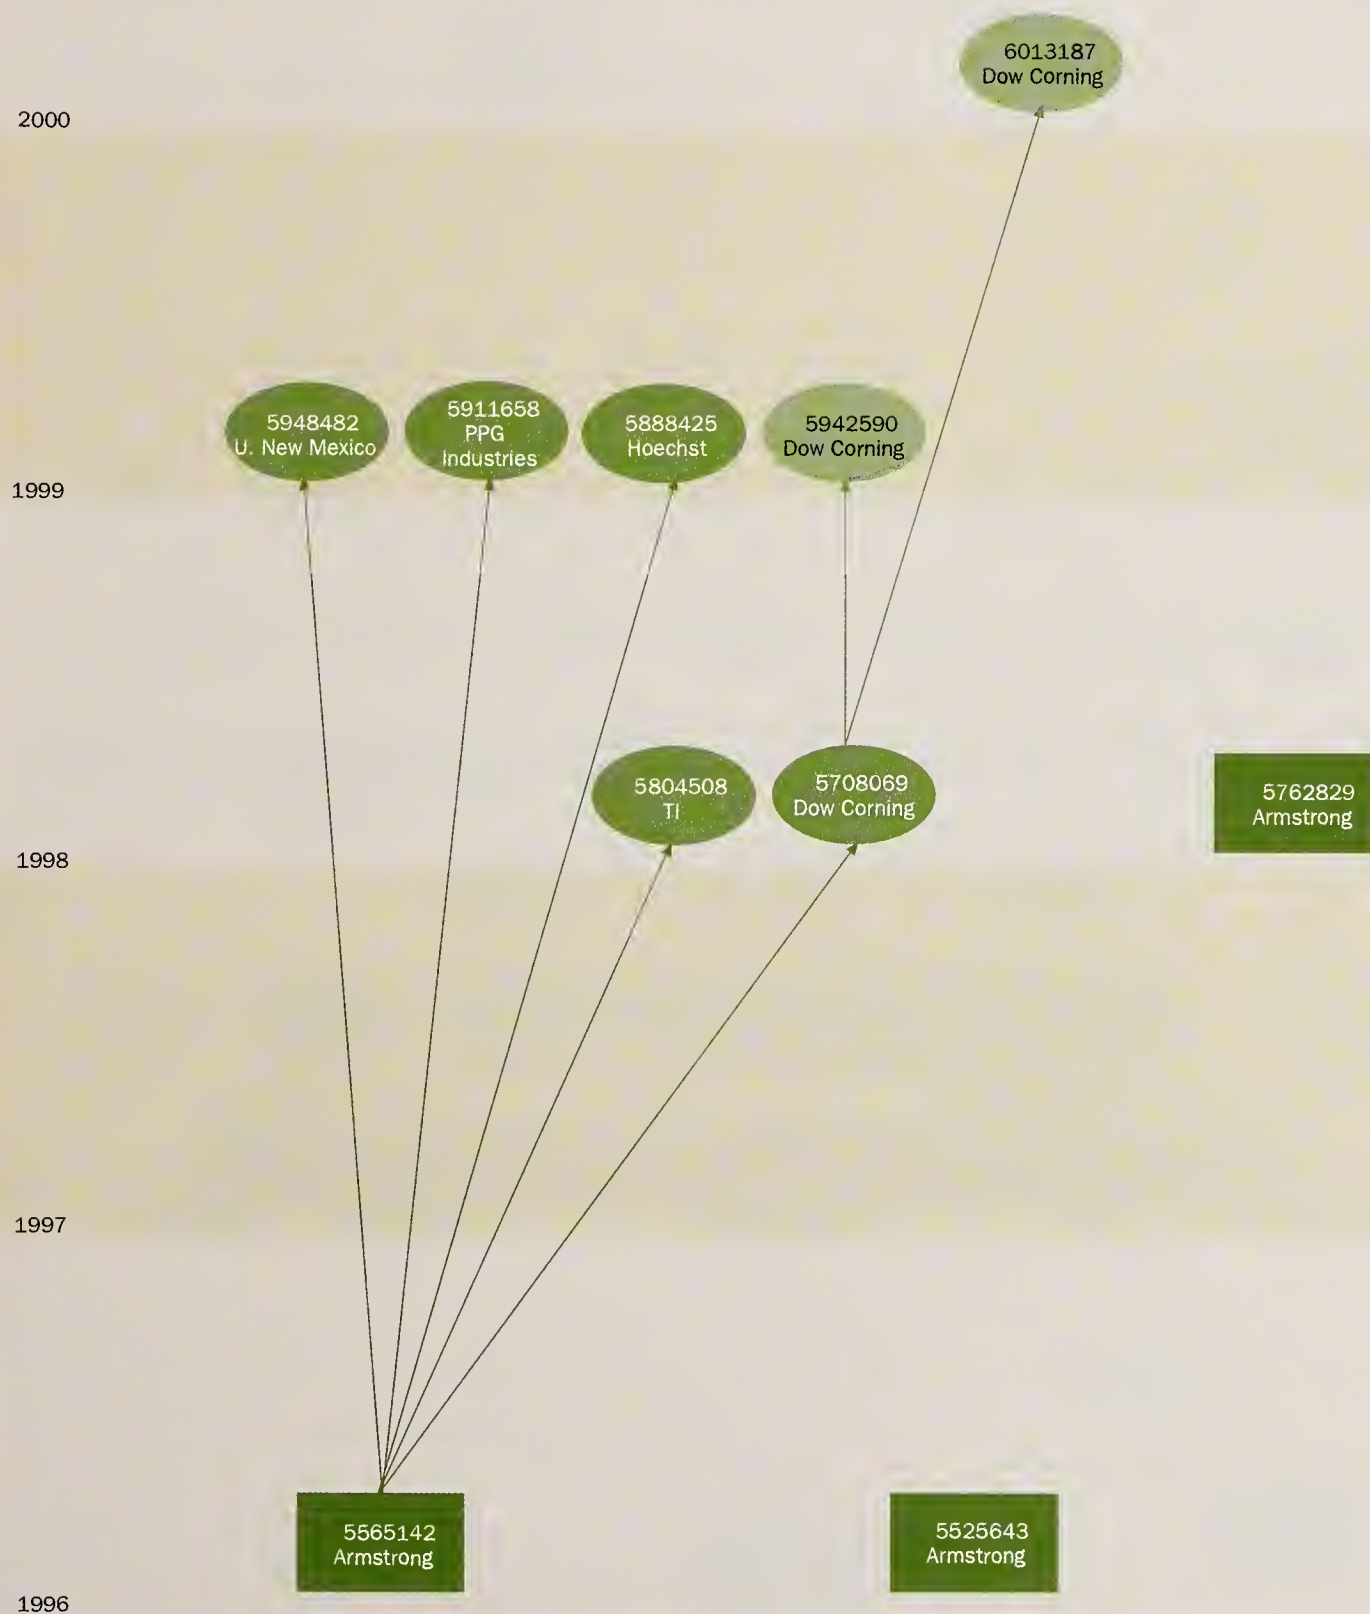 6013187
Dow Corning
2000
5948482
U. New Mexico
5911658
PPG
Industries
5888425
Hoechst
5942590
Dow Corning
1999
5804508
TI
5708069
Dow Corning
5762829
Armstrong
1998
1997
5565142
Armstrong
5525643
Armstrong
1996